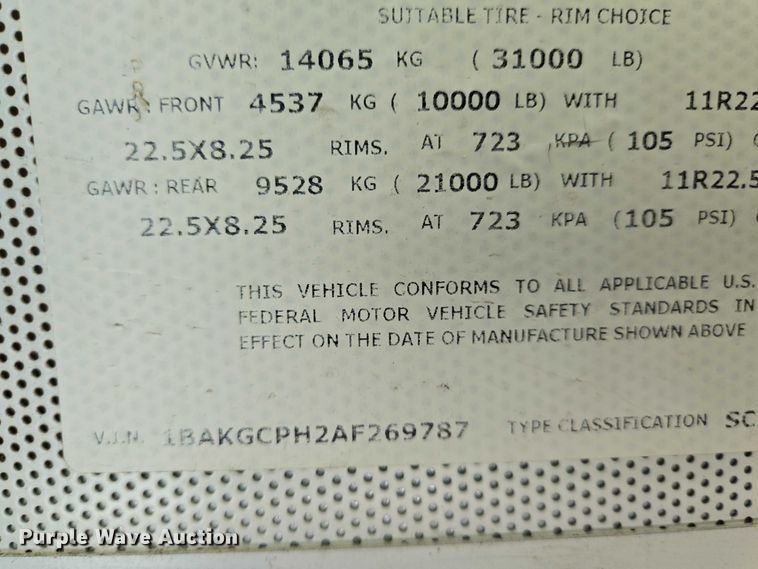 SUITABLE TIRE - RIM CHOICE
GVWR: 14065 KG ( 31000 LB)
GAWR: FRONT 4537 KG ( 10000 LB) WITH 11R22
22.5X8.25 RIMS. AT 723 KPA ( 105 PSI)
GAWR: REAR 9528 KG ( 21000 LB) WITH 11R22.5
22.5X8.25 RIMS. AT 723 KPA ( 105 PSI)
THIS VEHICLE CONFORMS TO ALL APPLICABLE U.S.
FEDERAL MOTOR VEHICLE SAFETY STANDARDS IN
EFFECT ON THE DATE OF MANUFACTURE SHOWN ABOVE
V.I.N. 1BAKGCPH2AF269787 TYPE CLASSIFICATION SC
Purple Wave Auction